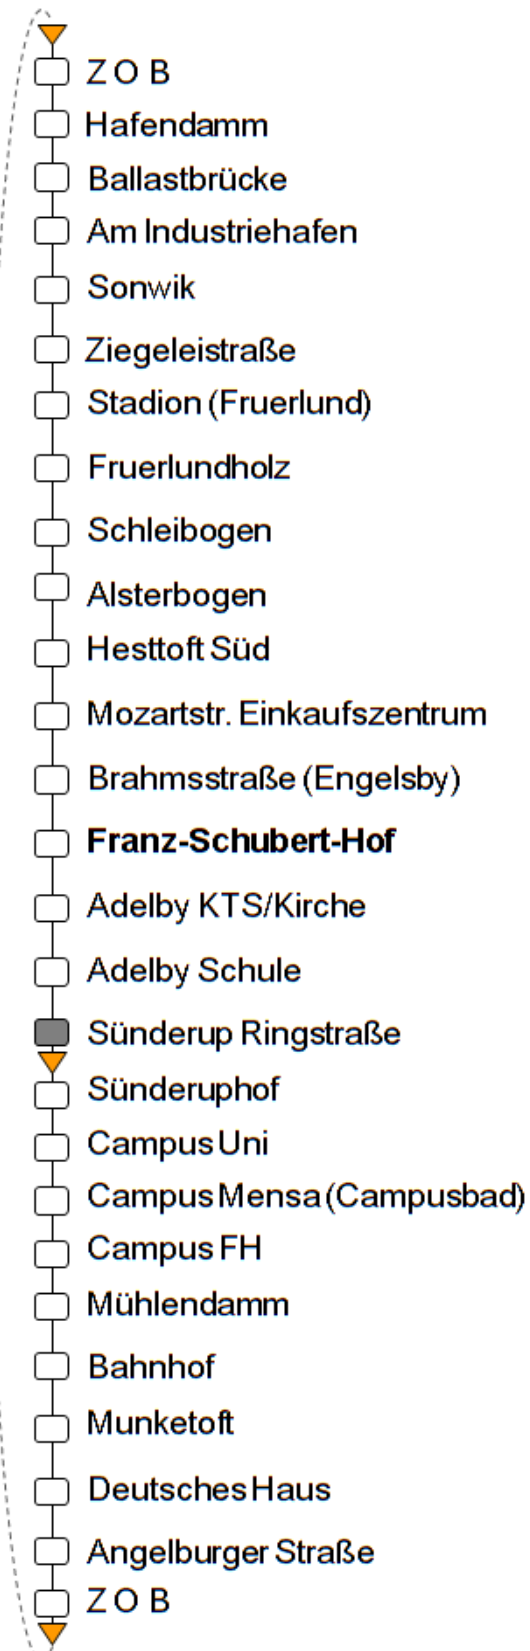 Z O B
Hafendamm
Ballastbrücke
Am Industriehafen
Sonwik
Ziegeleistraße
Stadion (Fruerlund)
Fruerlundholz
Schleibogen
Alsterbogen
Hesttoft Süd
Mozartstr. Einkaufszentrum
Brahmsstraße (Engelsby)
Franz-Schubert-Hof
Adelby KTS/Kirche
Adelby Schule
Sünderup Ringstraße
Sünderuphof
Campus Uni
Campus Mensa (Campusbad)
Campus FH
Mühlendamm
Bahnhof
Munketoft
Deutsches Haus
Angelburger Straße
Z O B